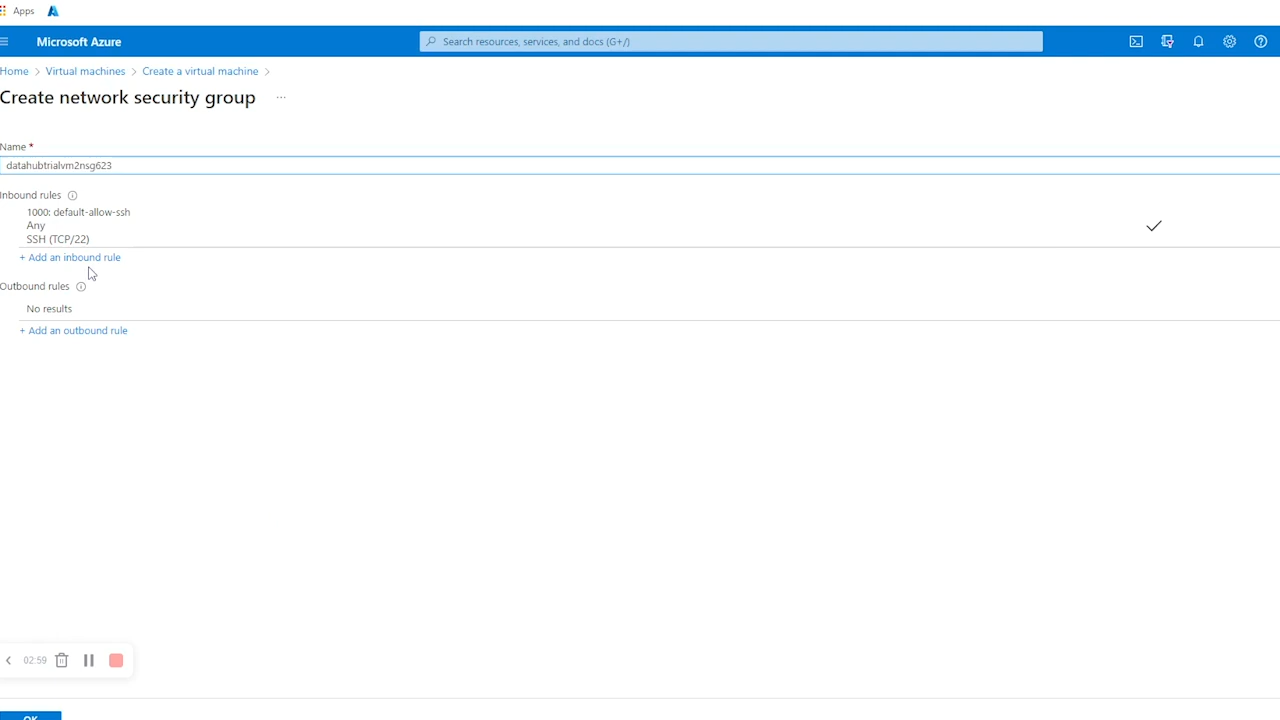 Apps
Microsoft Azure
Search resources, services, and docs (G+/)
Home > Virtual machines > Create a virtual machine >
Create network security group ...
Name *
datahubtrialvm2nsg623
Inbound rules
1000: default-allow-ssh
Any
SSH (TCP/22)
+ Add an inbound rule
Outbound rules
No results
+ Add an outbound rule
02:59
OK